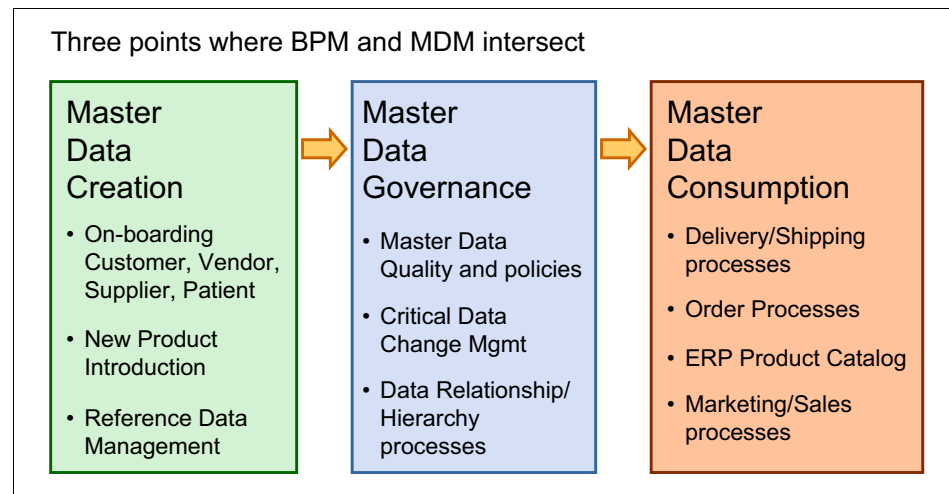 Three points where BPM and MDM intersect
Master
Data
Creation
• On-boarding
Customer, Vendor,
Supplier, Patient
• New Product
Introduction
• Reference Data
Management
Master
Data
Governance
• Master Data
Quality and policies
• Critical Data
Change Mgmt
• Data Relationship/
Hierarchy
processes
Master
Data
Consumption
• Delivery/Shipping
processes
• Order Processes
• ERP Product Catalog
• Marketing/Sales
processes